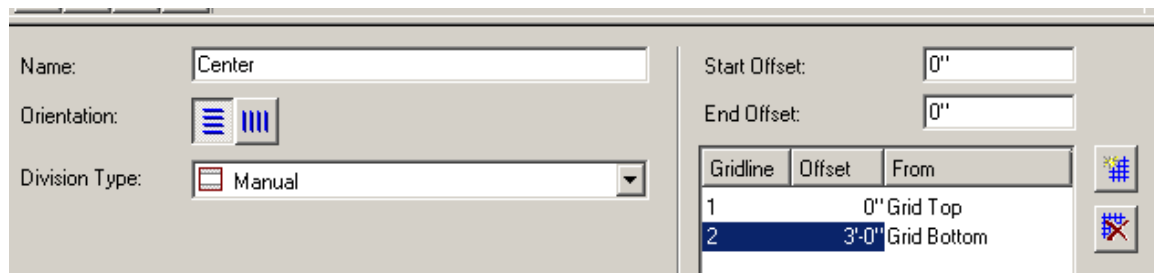 Name: Center
Orientation:
Division Type: Manual
Start Offset: 0"
End Offset: 0"
Gridline Offset From
1 0" Grid Top
2 3'-0" Grid Bottom